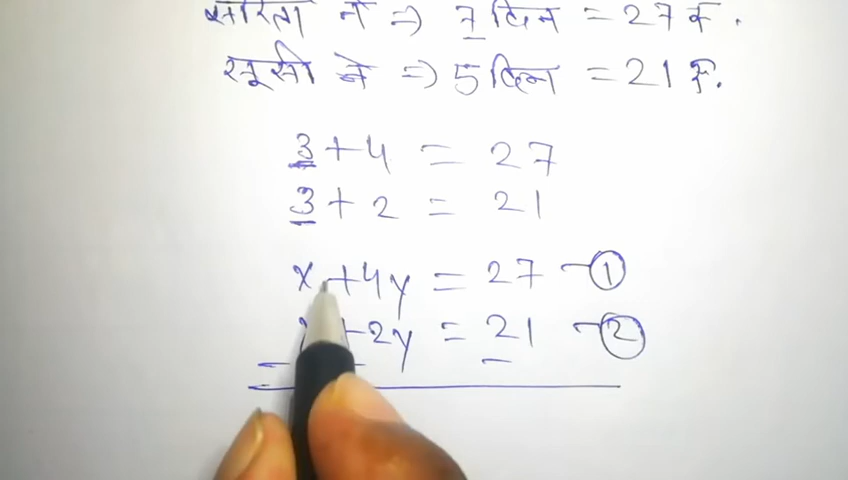 सरिता ने => 7 दिन = 27 रु.
सूसी ने => 5 दिन = 21 रु.
3 + 4 = 27
3 + 2 = 21
x + 4y = 27 - ①
+ 2y = 21 - ②